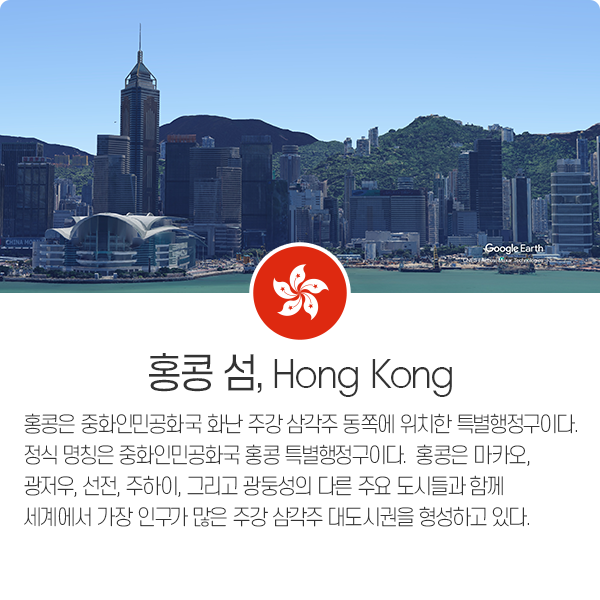 CHINA
Google Earth
홍콩 섬, Hong Kong
홍콩은 중화인민공화국 화난 주강 삼각주 동쪽에 위치한 특별행정구이다.
정식 명칭은 중화인민공화국 홍콩 특별행정구이다. 홍콩은 마카오,
광저우, 선전, 주하이, 그리고 광둥성의 다른 주요 도시들과 함께
세계에서 가장 인구가 많은 주강 삼각주 대도시권을 형성하고 있다.